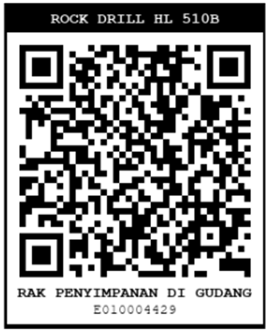 ROCK DRILL HL 510B
RAK PENYIMPANAN DI GUDANG
E010004429